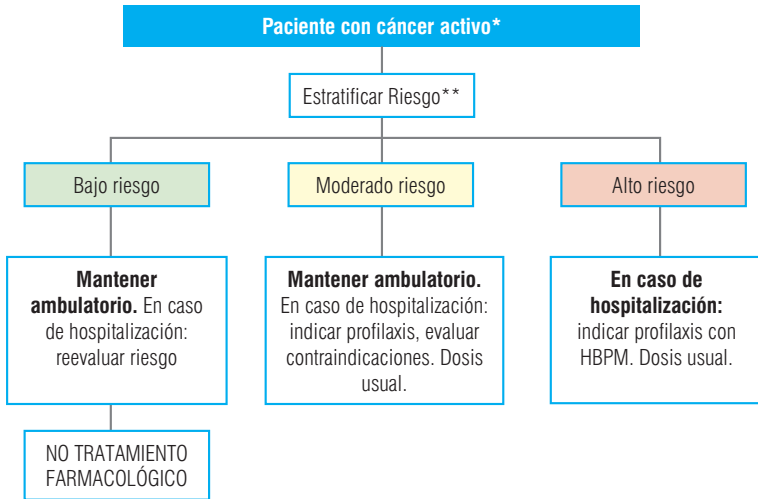 Paciente con cáncer activo*
Estratificar Riesgo**
Bajo riesgo
Moderado riesgo
Alto riesgo
Mantener
ambulatorio. En caso
de hospitalización:
reevaluar riesgo
Mantener ambulatorio.
En caso de hospitalización:
indicar profilaxis, evaluar
contraindicaciones. Dosis
usual.
En caso de
hospitalización:
indicar profilaxis con
HBPM. Dosis usual.
NO TRATAMIENTO
FARMACOLÓGICO